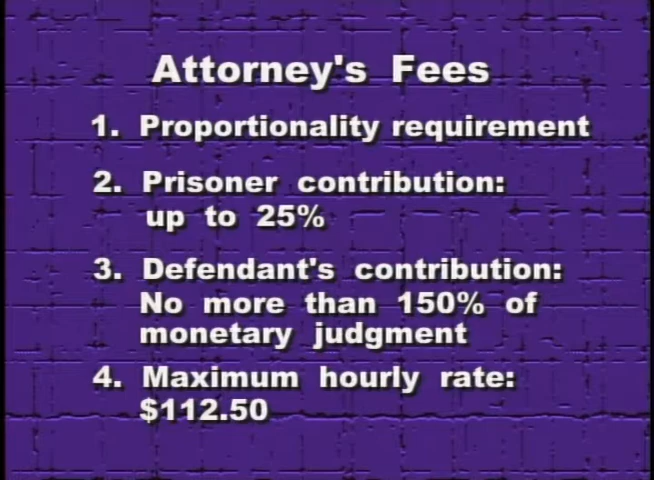 Attorney's Fees
1. Proportionality requirement
2. Prisoner contribution:
up to 25%
3. Defendant's contribution:
No more than 150% of
monetary judgment
4. Maximum hourly rate:
$112.50